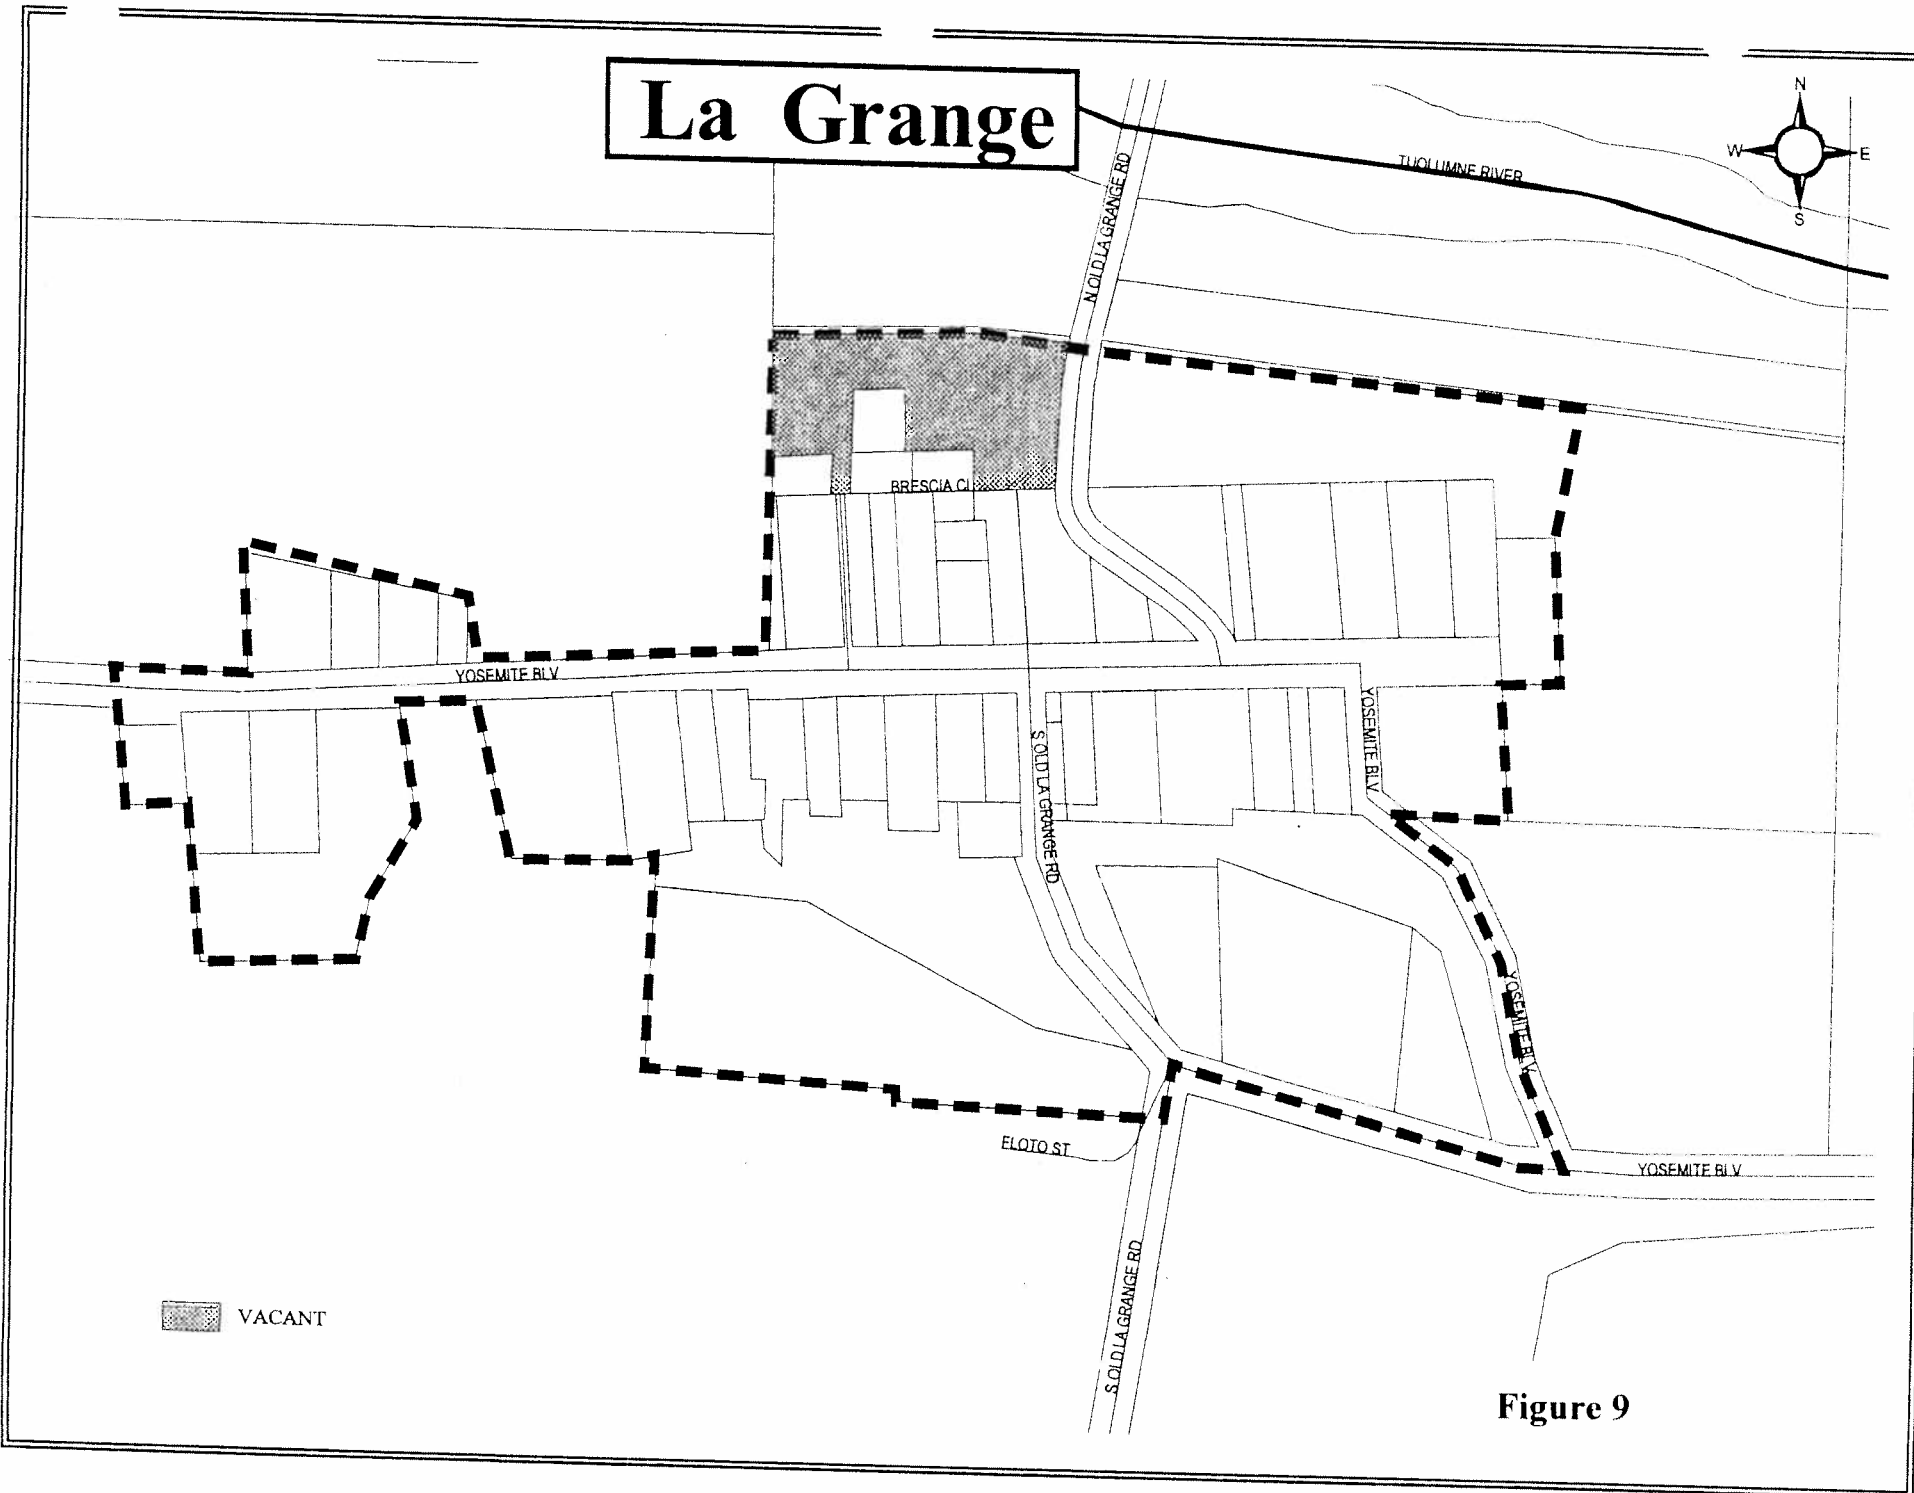 La Grange
N
W
E
S
TUOLUMNE RIVER
N OLD LA GRANGE RD
BRESCIA CI
YOSEMITE BLV
YOSEMITE BLV
S OLD LA GRANGE RD
YOSEMITE BLV
ELOTO ST
YOSEMITE BLV
S OLD LA GRANGE RD
VACANT
Figure 9